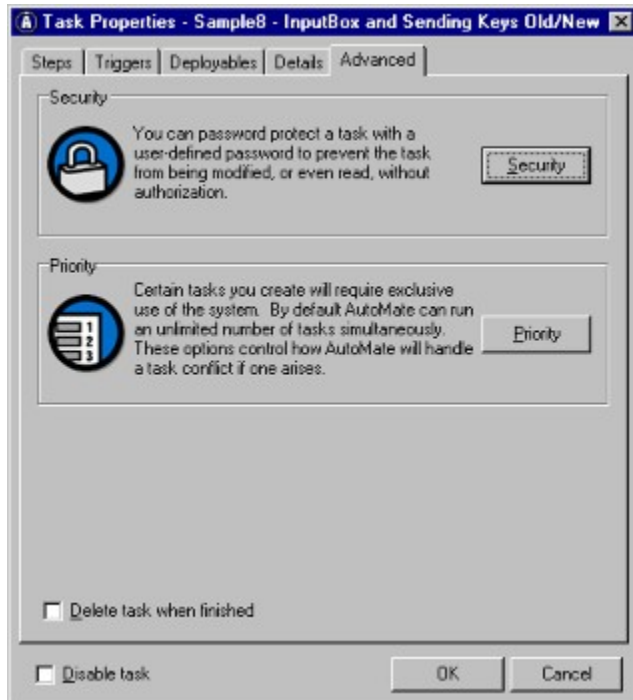 Task Properties - Sample8 - InputBox and Sending Keys Old/New
Steps Triggers Deployables Details Advanced
Security
You can password protect a task with a
user-defined password to prevent the task
from being modified, or even read, without
authorization.
Security
Priority
Certain tasks you create will require exclusive
use of the system. By default AutoMate can run
an unlimited number of tasks simultaneously.
These options control how AutoMate will handle
a task conflict if one arises.
1
2
3
Priority
Delete task when finished
Disable task
OK Cancel